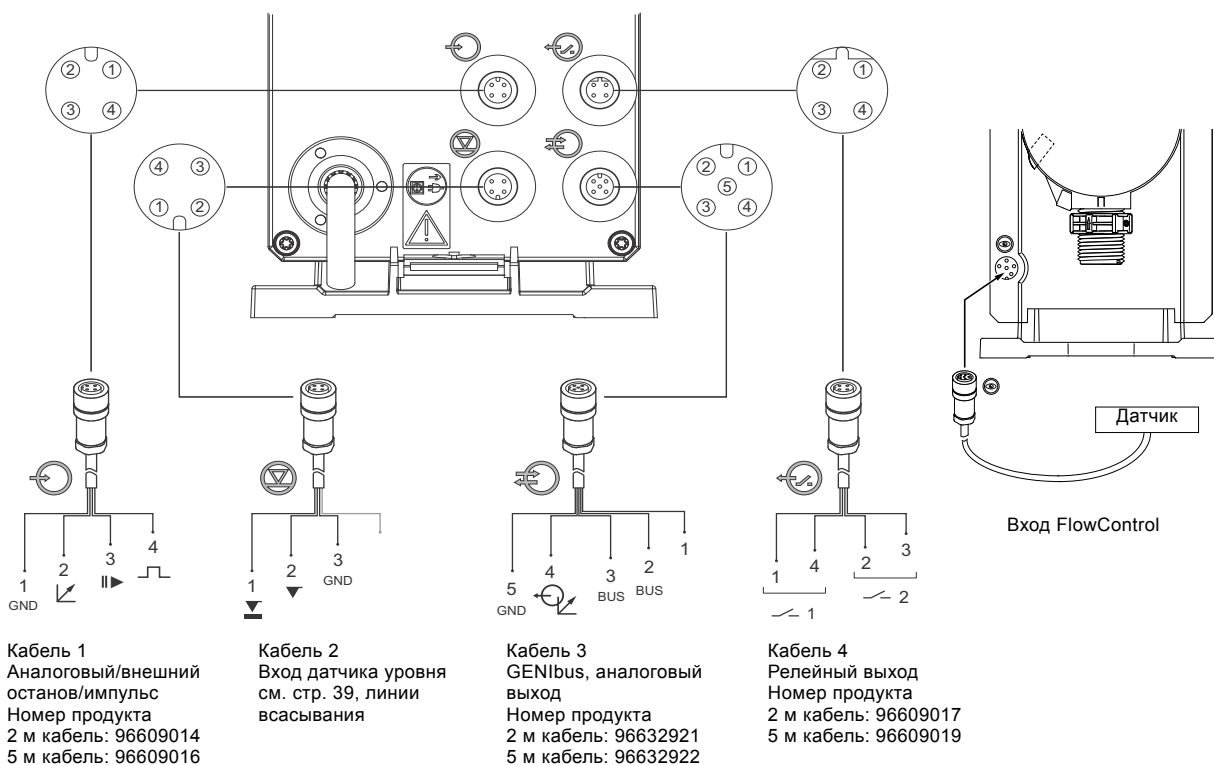 2 1
3 4
4 3
1 2
2 1
5
3 4
2 1
3 4
Датчик
Вход FlowControl
1
GND
2
3
4
1
2
3
GND
5
GND
4
3
BUS
2
BUS
1
1
4
2
3
1
2
Кабель 1
Аналоговый/внешний
останов/импульс
Номер продукта
2 м кабель: 96609014
5 м кабель: 96609016
Кабель 2
Вход датчика уровня
см. стр. 39, линии
всасывания
Кабель 3
GENIbus, аналоговый
выход
Номер продукта
2 м кабель: 96632921
5 м кабель: 96632922
Кабель 4
Релейный выход
Номер продукта
2 м кабель: 96609017
5 м кабель: 96609019